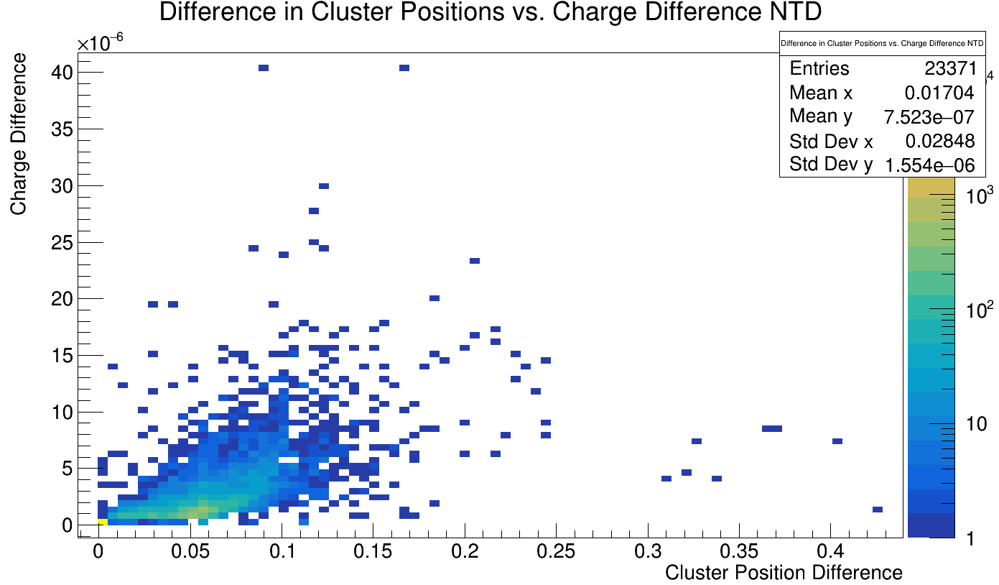 Difference in Cluster Positions vs. Charge Difference NTD
×10⁻⁶
Charge Difference
40
35
30
25
20
15
10
5
0
0 0.05 0.1 0.15 0.2 0.25 0.3 0.35 0.4
Cluster Position Difference
Difference in Cluster Positions vs. Charge Difference NTD
Entries 23371
Mean x 0.01704
Mean y 7.523e−07
Std Dev x 0.02848
Std Dev y 1.554e−06
4
10³
10²
10
1